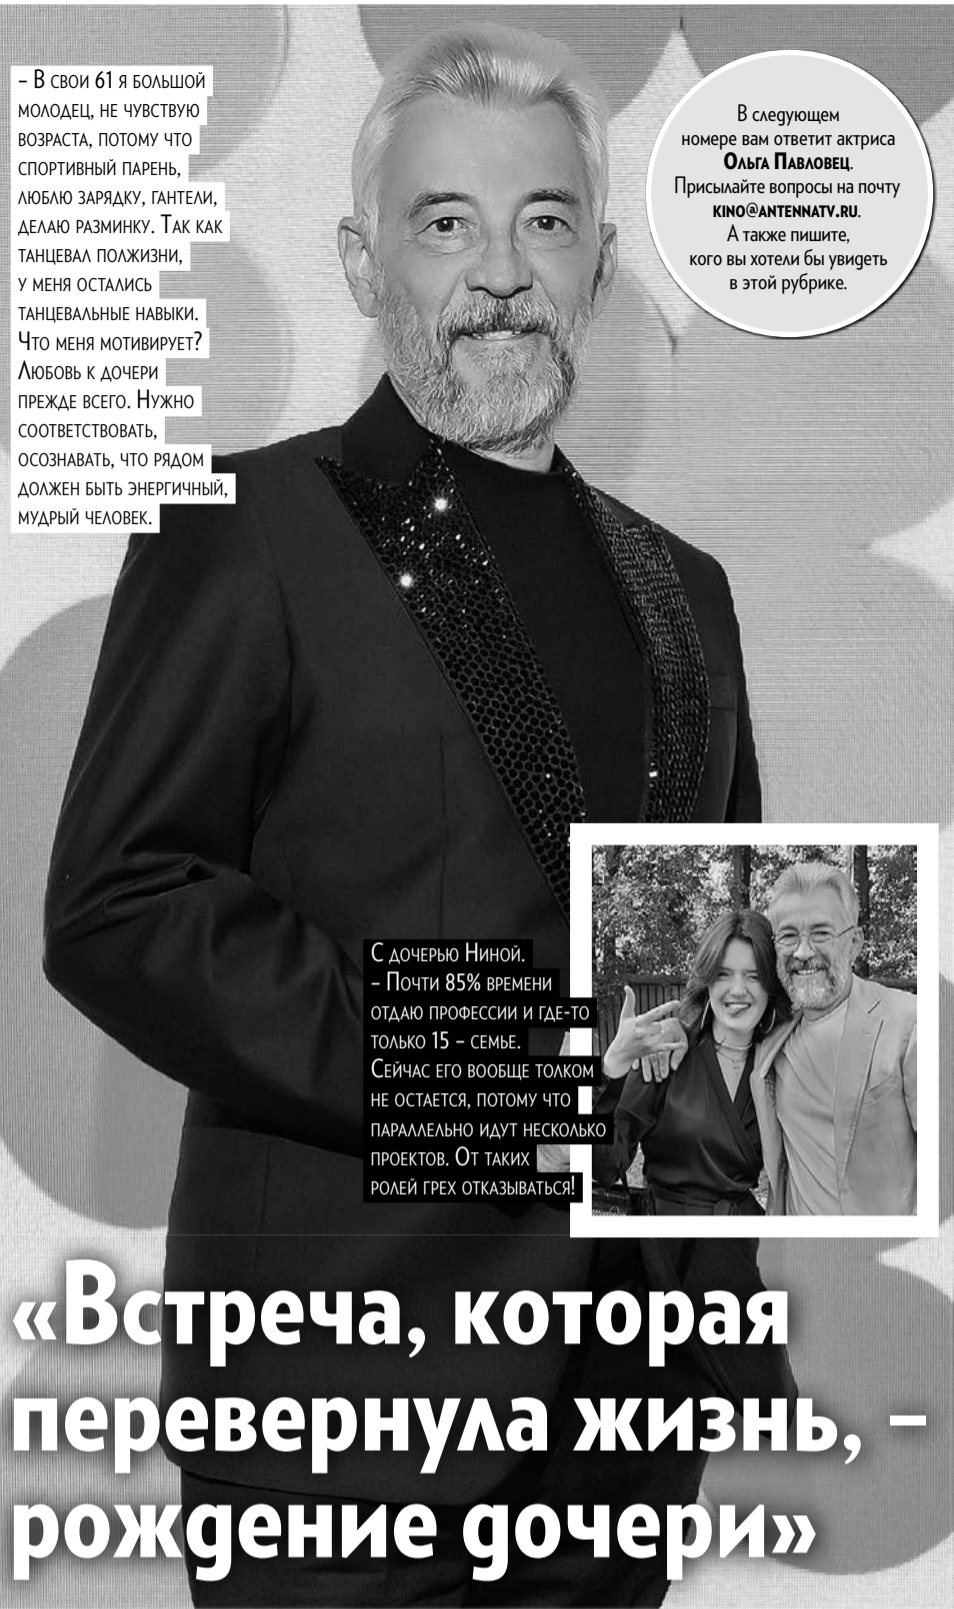 – В свои 61 я большой
молодец, не чувствую
возраста, потому что
спортивный парень,
люблю зарядку, гантели,
делаю разминку. Так как
танцевал полжизни,
у меня остались
танцевальные навыки.
Что меня мотивирует?
Любовь к дочери
прежде всего. Нужно
соответствовать,
осознавать, что рядом
должен быть энергичный,
мудрый человек.
В следующем
номере вам ответит актриса
Ольга Павловец.
Присылайте вопросы на почту
KINO@ANTENNATV.RU.
А также пишите,
кого вы хотели бы увидеть
в этой рубрике.
С дочерью Ниной.
– Почти 85% времени
отдаю профессии и где-то
только 15 – семье.
Сейчас его вообще толком
не остается, потому что
параллельно идут несколько
проектов. От таких
ролей грех отказываться!
«Встреча, которая
перевернула жизнь, –
рождение дочери»